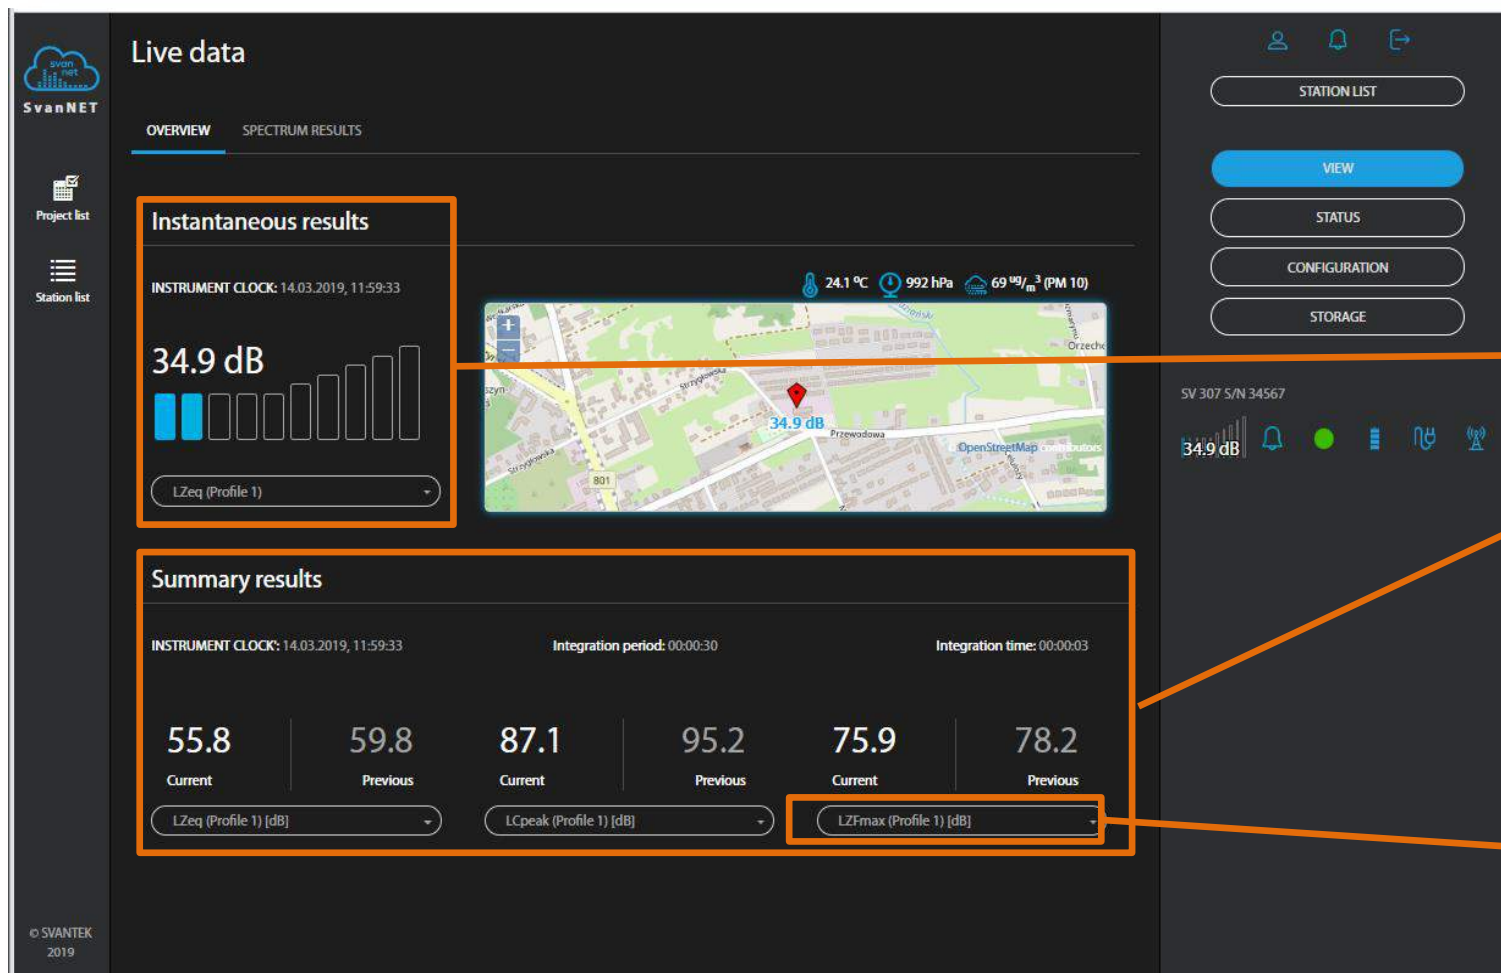 svan
net
SvanNET
Project list
Station list
© SVANTEK
2019
Live data
OVERVIEW SPECTRUM RESULTS
Instantaneous results
INSTRUMENT CLOCK: 14.03.2019, 11:59:33
34.9 dB
LZeq (Profile 1)
24.1 ºC 992 hPa 69 ug/m3 (PM 10)
+
−
Orzech
Strzygłowska
34.9 dB
Przewodowa
OpenStreetMap contributors
Strzygłowska
801
Summary results
INSTRUMENT CLOCK': 14.03.2019, 11:59:33 Integration period: 00:00:30 Integration time: 00:00:03
55.8 59.8 87.1 95.2 75.9 78.2
Current Previous Current Previous Current Previous
LZeq (Profile 1) [dB] LCpeak (Profile 1) [dB] LZFmax (Profile 1) [dB]
STATION LIST
VIEW
STATUS
CONFIGURATION
STORAGE
SV 307 S/N 34567
34.9 dB